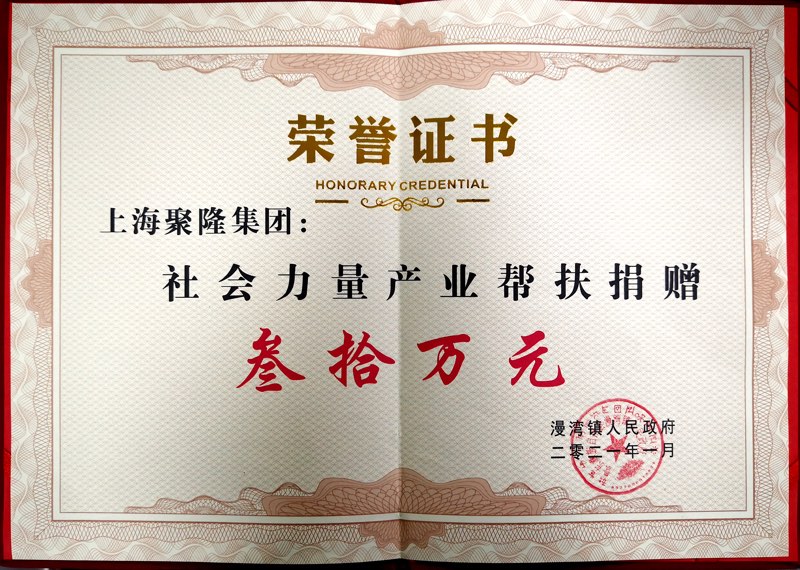 荣誉证书
HONORARY CREDENTIAL
上海聚隆集团：
社会力量产业帮扶捐赠
叁拾万元
漫湾镇人民政府
二零二一年一月